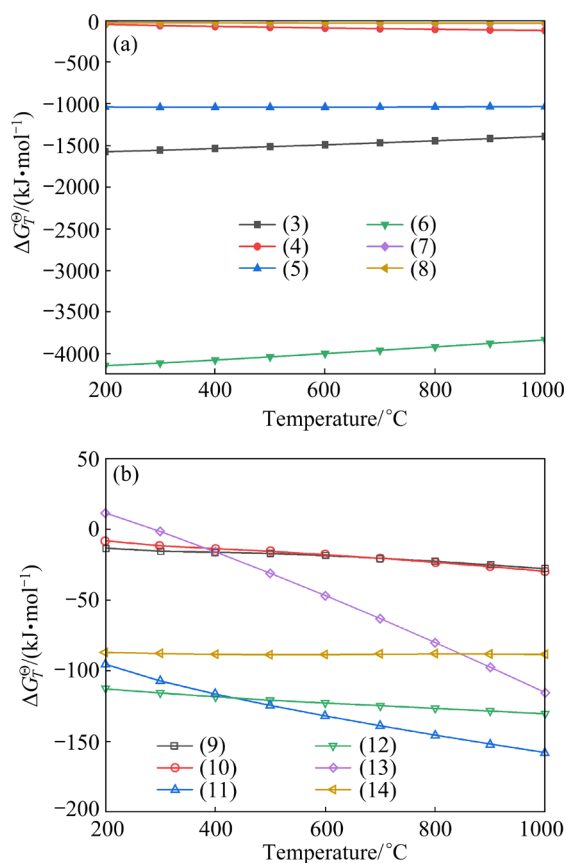 (a)
0
−500
−1000
−1500
−2000
−2500
−3000
−3500
−4000
ΔG_T^Θ/(kJ•mol⁻¹)
(3) (6)
(4) (7)
(5) (8)
200 400 600 800 1000
Temperature/°C
(b)
50
0
−50
−100
−150
−200
ΔG_T^Θ/(kJ•mol⁻¹)
(9) (12)
(10) (13)
(11) (14)
200 400 600 800 1000
Temperature/°C